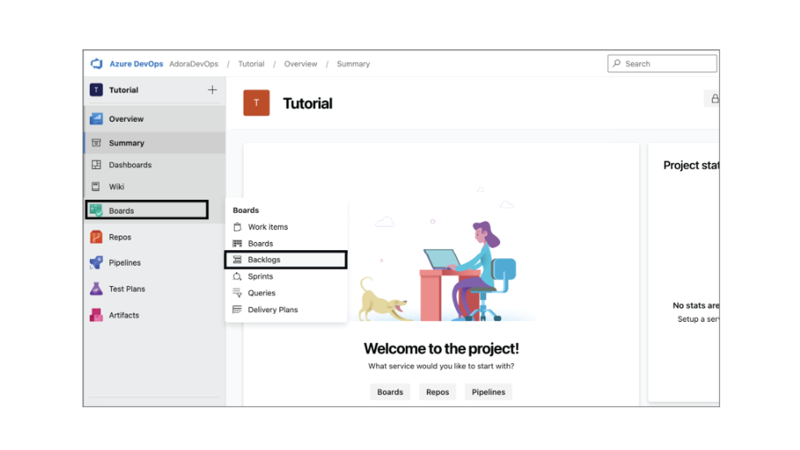 Azure DevOps AdoraDevOps / Tutorial / Overview / Summary
Search
T Tutorial +
Overview
Summary
Dashboards
Wiki
Boards
Repos
Pipelines
Test Plans
Artifacts
T Tutorial
Boards
Work items
Boards
Backlogs
Sprints
Queries
Delivery Plans
Welcome to the project!
What service would you like to start with?
Boards Repos Pipelines
Project stat
No stats are
Setup a serv